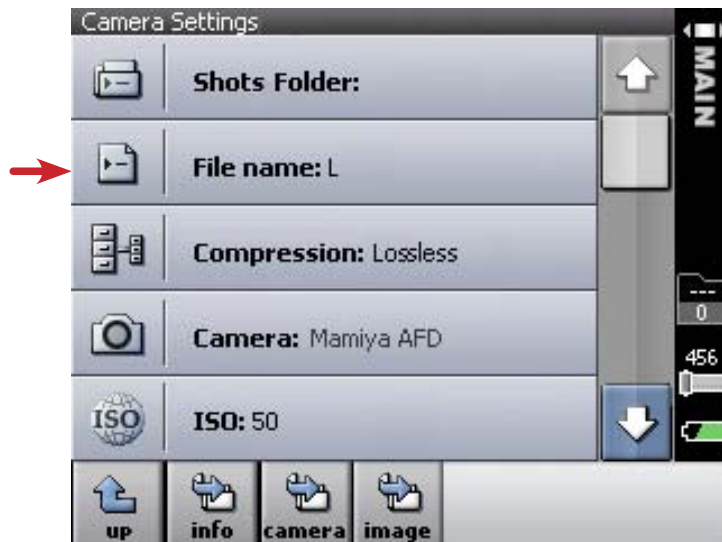 Camera Settings
MAIN
Shots Folder:
File name: L
Compression: Lossless
---
0
Camera: Mamiya AFD
456
ISO
ISO: 50
up
info
camera
image